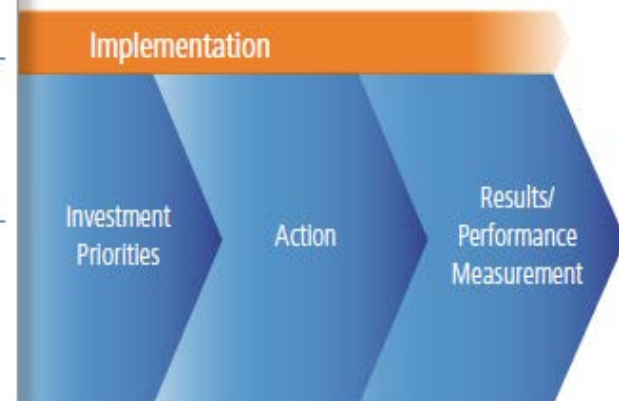 Implementation
Investment
Priorities
Action
Results/
Performance
Measurement